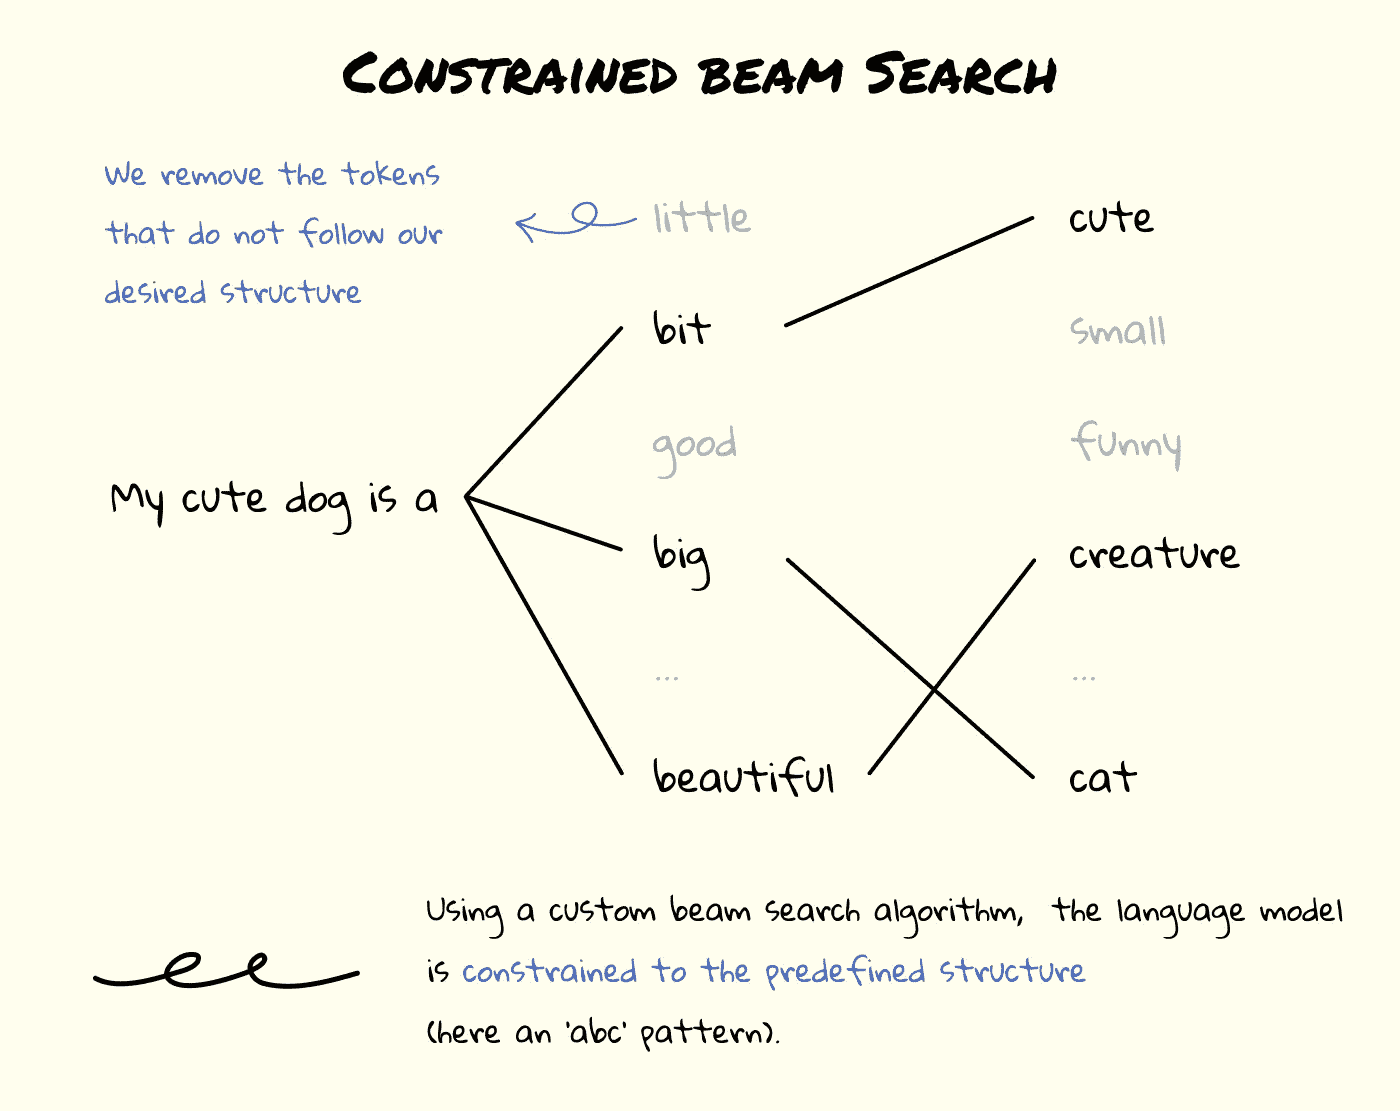 Constrained beam Search
We remove the tokens
that do not follow our
desired structure
little
cute
bit
small
good
funny
My cute dog is a
big
creature
...
...
beautiful
cat
Using a custom beam search algorithm, the language model
is constrained to the predefined structure
(here an 'abc' pattern).